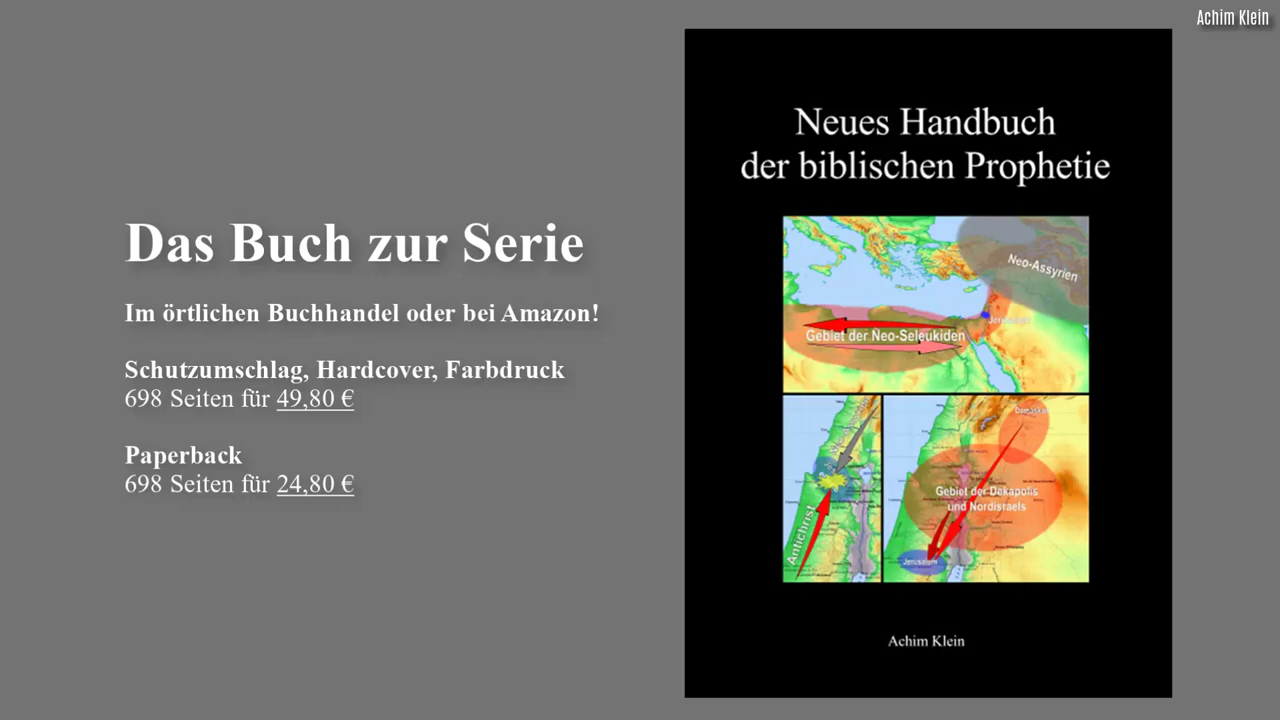 Achim Klein
Das Buch zur Serie
Im örtlichen Buchhandel oder bei Amazon!
Schutzumschlag, Hardcover, Farbdruck
698 Seiten für 49,80 €
Paperback
698 Seiten für 24,80 €
Neues Handbuch
der biblischen Prophetie
Neo-Assyrien
Jerusalem
Gebiet der Neo-Seleukiden
Antichrist
Damaskus
Gebiet der Dekapolis
und Nordisraels
Jerusalem
Achim Klein